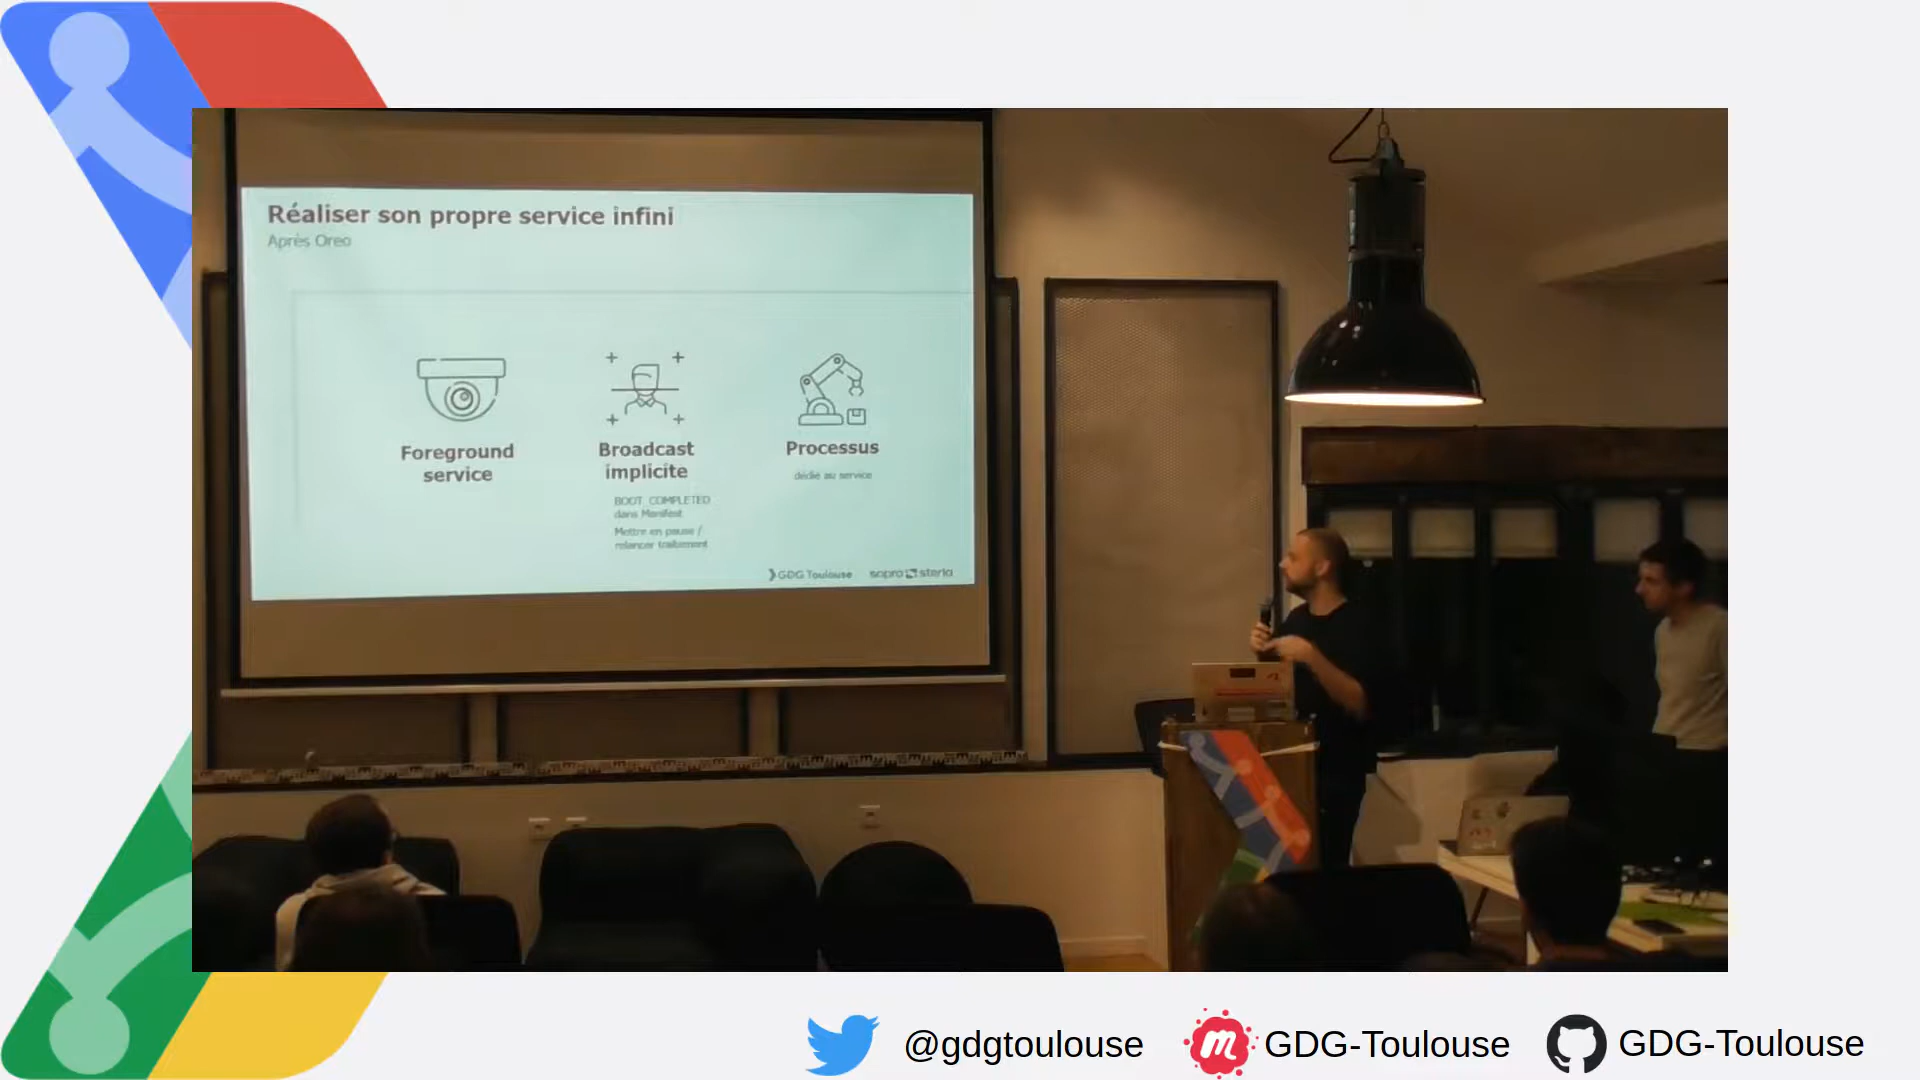 Réaliser son propre service infini
Après Oreo
Foreground
service
Broadcast
implicite
BOOT_COMPLETED
dans Manifest
Mettre en pause /
relancer traitement
Processus
dédié au service
GDG Toulouse
sopra steria
@gdgtoulouse
GDG-Toulouse
GDG-Toulouse